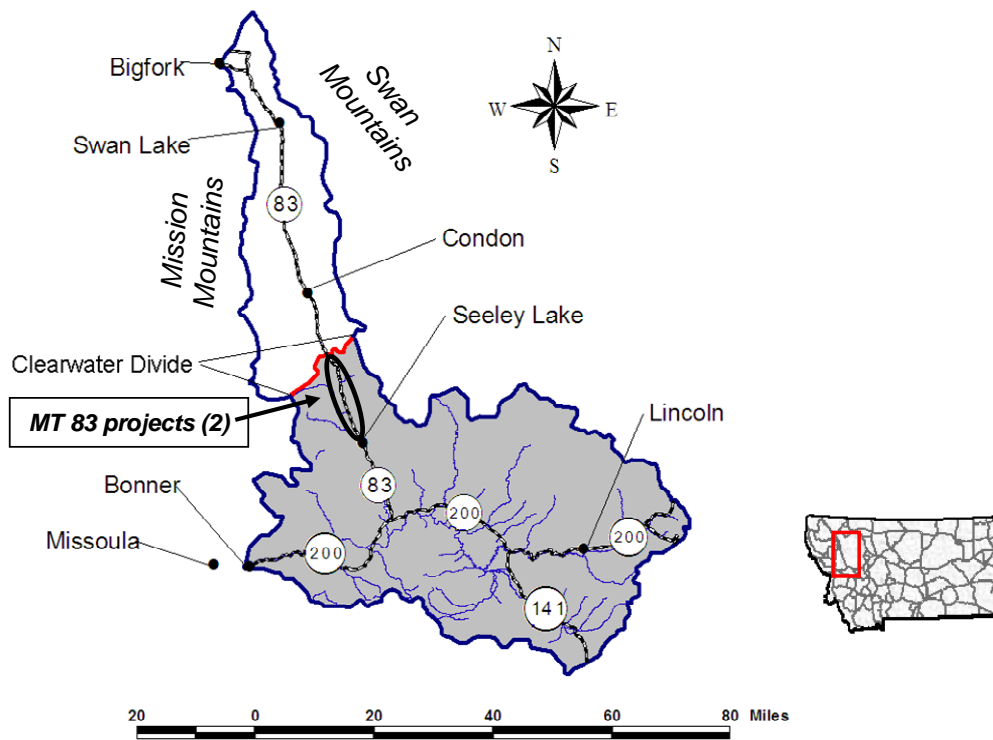 Bigfork
Swan
Mountains
N
W
E
S
Swan Lake
Mission
Mountains
83
Condon
Seeley Lake
Clearwater Divide
MT 83 projects (2)
Lincoln
Bonner
83
200
Missoula
200
200
141
20
0
20
40
60
80
Miles